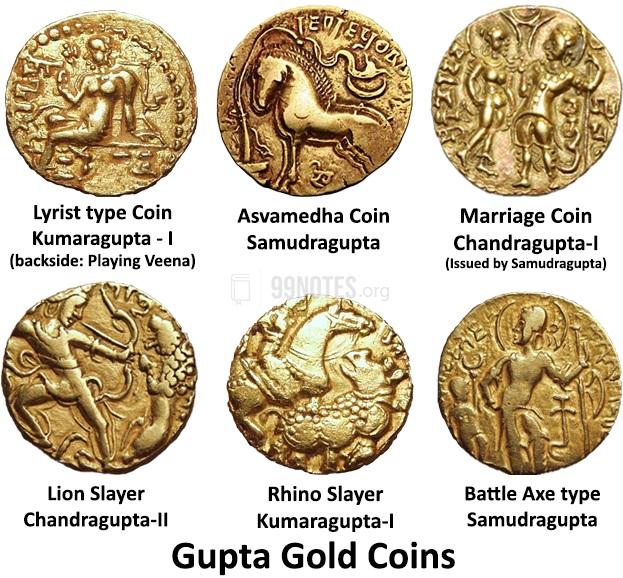 Lyrist type Coin
Kumaragupta - I
(backside: Playing Veena)
Asvamedha Coin
Samudragupta
Marriage Coin
Chandragupta-I
(Issued by Samudragupta)
99NOTES.org
Lion Slayer
Chandragupta-II
Rhino Slayer
Kumaragupta-I
Battle Axe type
Samudragupta
Gupta Gold Coins